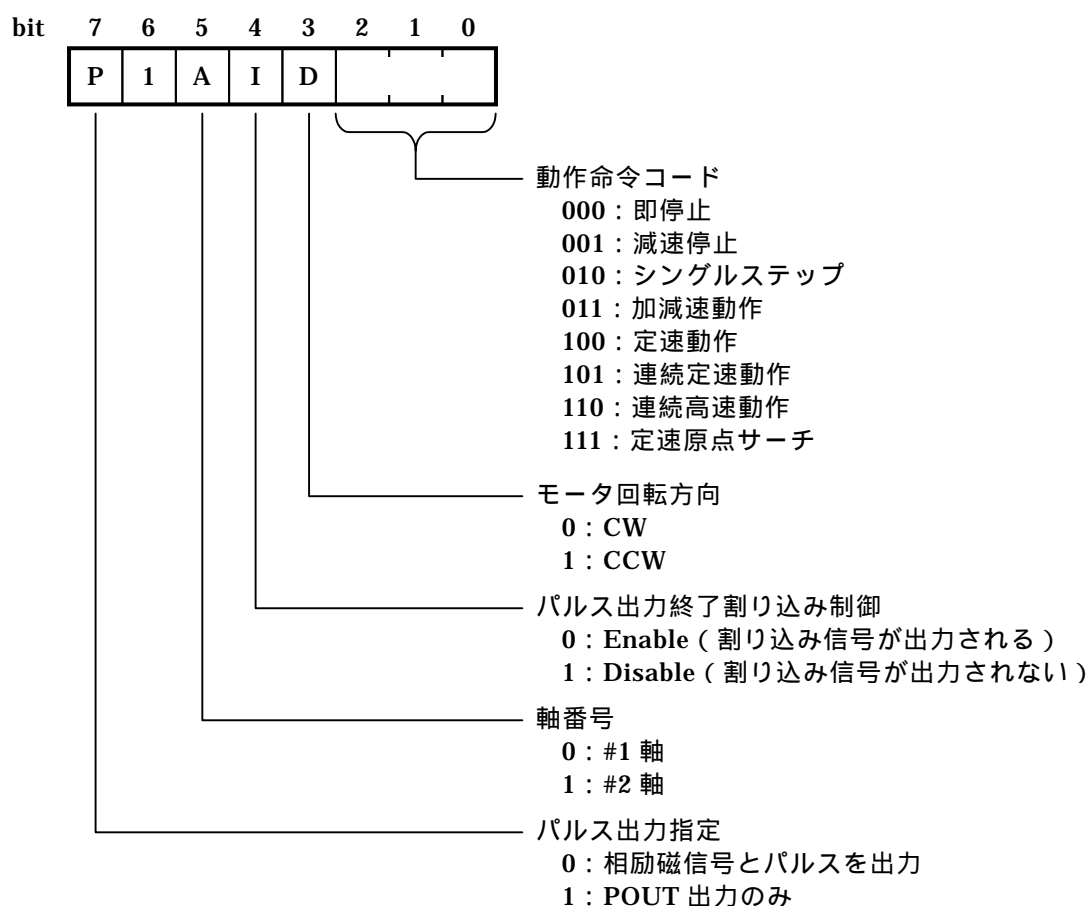 bit 7 6 5 4 3 2 1 0
P 1 A I D
動作命令コード
000：即停止
001：減速停止
010：シングルステップ
011：加減速動作
100：定速動作
101：連続定速動作
110：連続高速動作
111：定速原点サーチ
モータ回転方向
0：CW
1：CCW
パルス出力終了割り込み制御
0：Enable（割り込み信号が出力される）
1：Disable（割り込み信号が出力されない）
軸番号
0：#1 軸
1：#2 軸
パルス出力指定
0：相励磁信号とパルスを出力
1：POUT 出力のみ